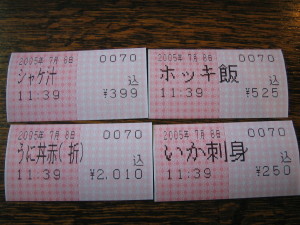 2005年 7月 8日 0070
シャケ汁 込
11:39 ¥399
2005年 7月 8日 0070
ホッキ飯 込
11:39 ¥525
2005年 7月 8日 0070
うに丼赤(折) 込
11:39 ¥2,010
2005年 7月 8日 0070
いか刺身 込
11:39 ¥250